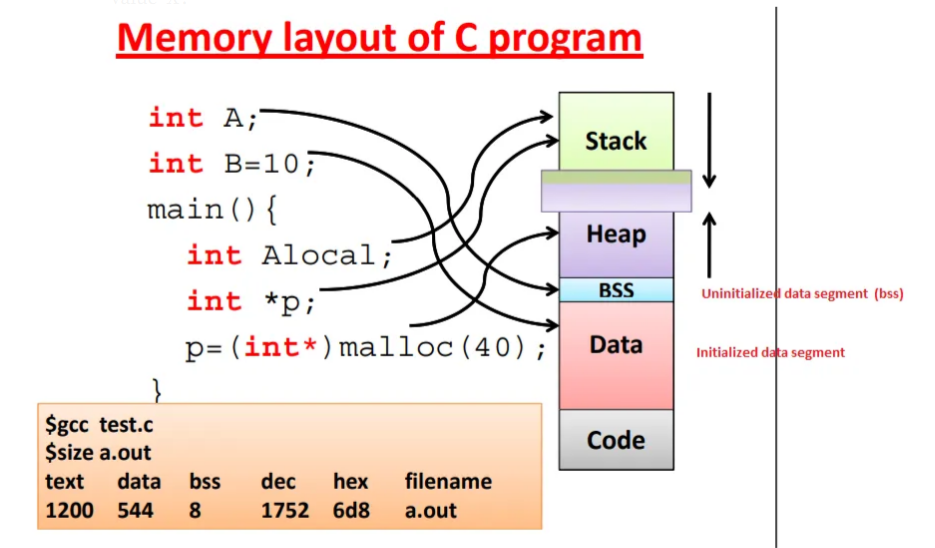 Memory layout of C program
int A;
int B=10;
main(){
int Alocal;
int *p;
p=(int*)malloc(40);
}
Stack
Heap
BSS
Data
Code
Uninitialized data segment (bss)
Initialized data segment
$gcc test.c
$size a.out
text data bss dec hex filename
1200 544 8 1752 6d8 a.out